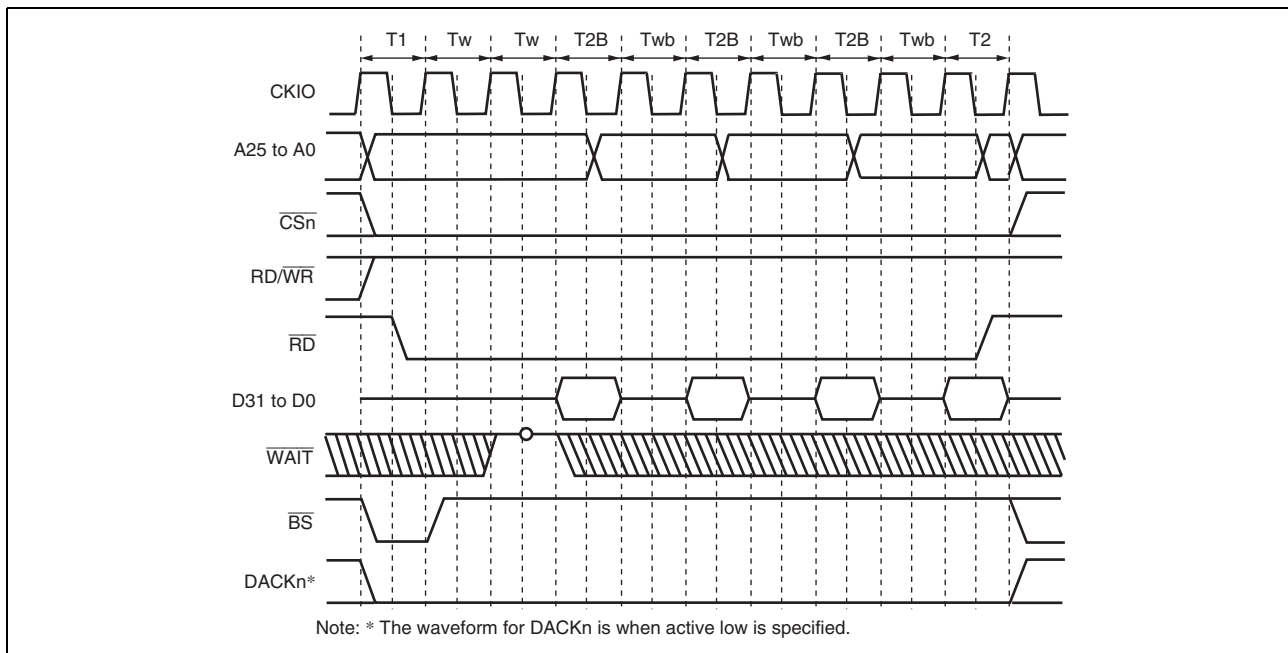 T1 Tw Tw T2B Twb T2B Twb T2B Twb T2
CKIO
A25 to A0
CSn
RD/WR
RD
D31 to D0
WAIT
BS
DACKn*
Note: * The waveform for DACKn is when active low is specified.